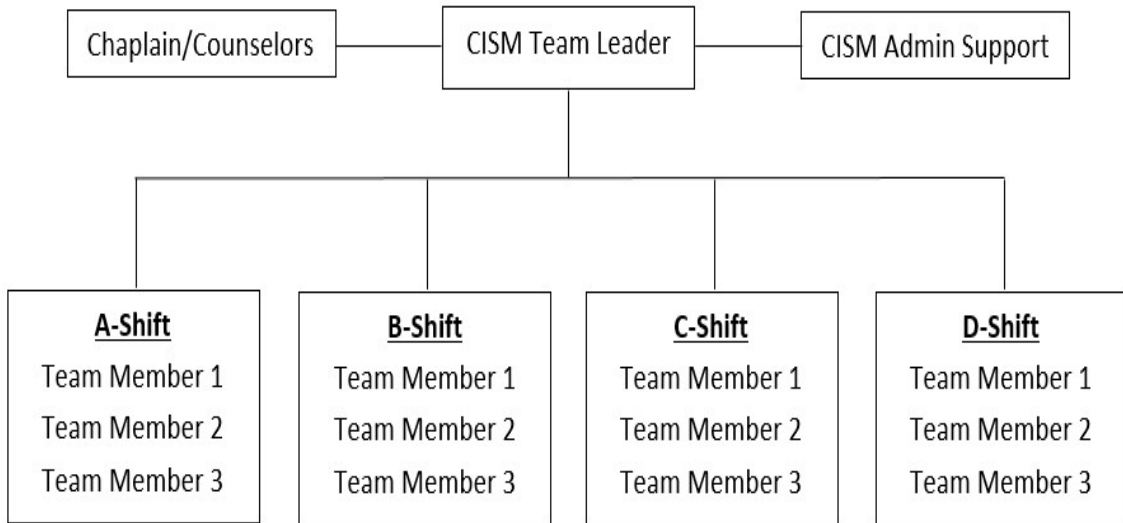 Chaplain/Counselors
CISM Team Leader
CISM Admin Support
A-Shift
Team Member 1
Team Member 2
Team Member 3
B-Shift
Team Member 1
Team Member 2
Team Member 3
C-Shift
Team Member 1
Team Member 2
Team Member 3
D-Shift
Team Member 1
Team Member 2
Team Member 3